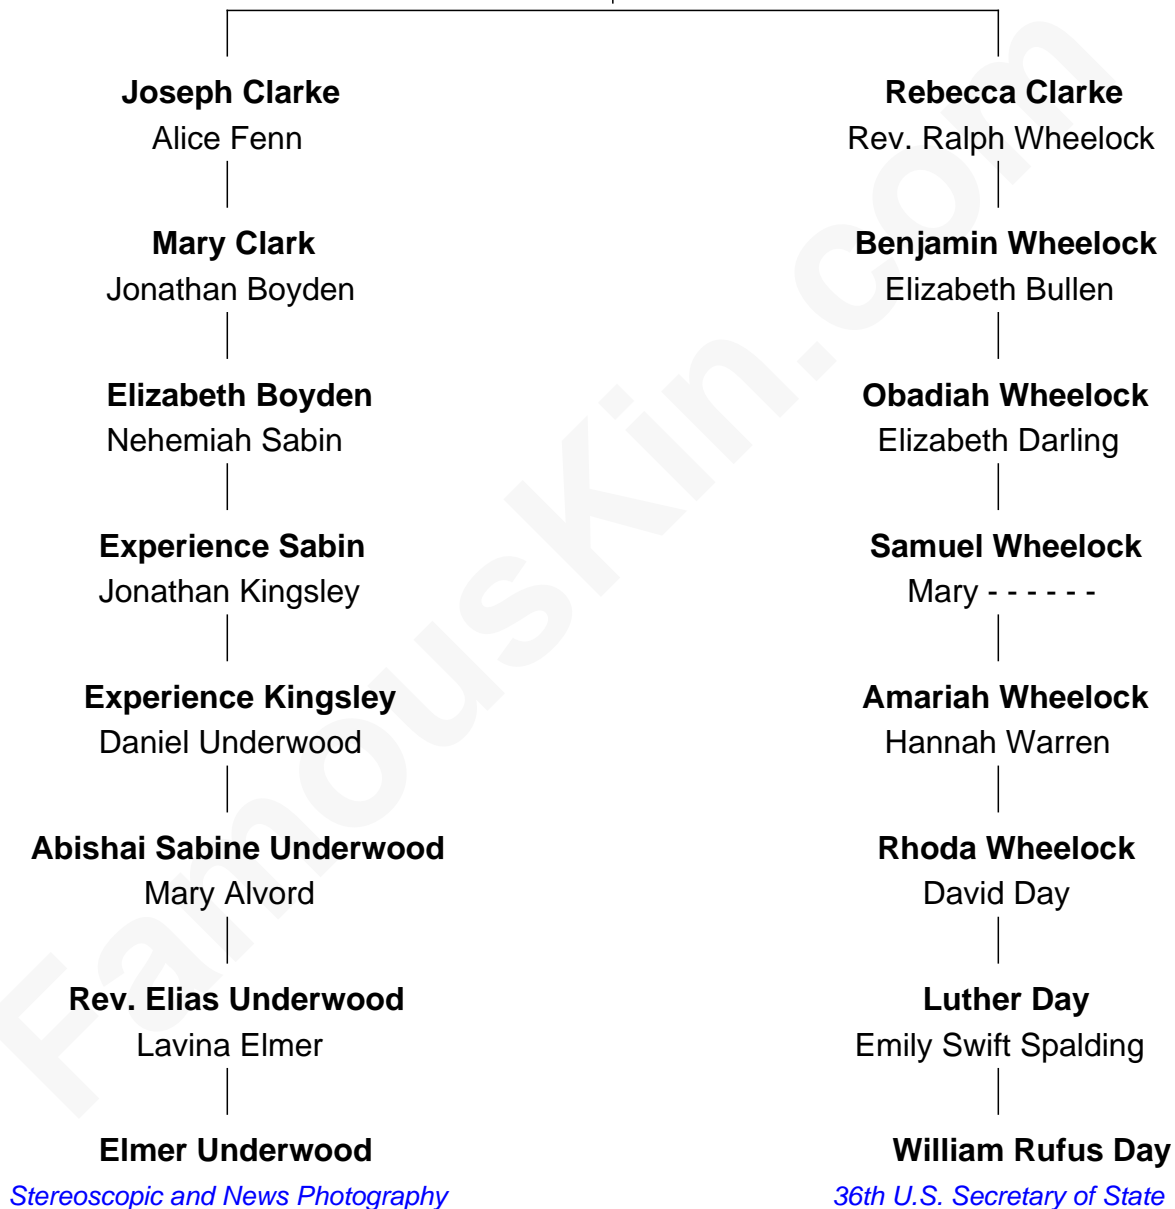 Joseph Clarke
Alice Fenn
Mary Clark
Jonathan Boyden
Elizabeth Boyden
Nehemiah Sabin
Experience Sabin
Jonathan Kingsley
Experience Kingsley
Daniel Underwood
Abishai Sabine Underwood
Mary Alvord
Rev. Elias Underwood
Lavina Elmer
Elmer Underwood
Stereoscopic and News Photography
Rebecca Clarke
Rev. Ralph Wheelock
Benjamin Wheelock
Elizabeth Bullen
Obadiah Wheelock
Elizabeth Darling
Samuel Wheelock
Mary - - - - - -
Amariah Wheelock
Hannah Warren
Rhoda Wheelock
David Day
Luther Day
Emily Swift Spalding
William Rufus Day
36th U.S. Secretary of State
FamousKin.com